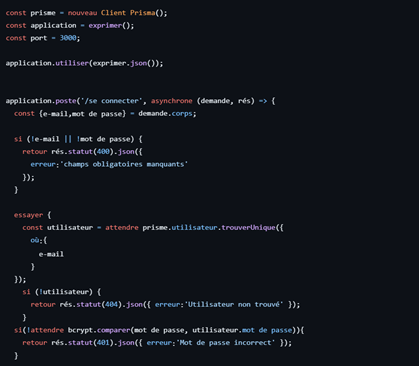 const prisme = nouveau Client Prisma();
const application = exprimer();
const port = 3000;
application.utiliser(exprimer.json());
application.poste('/se connecter', asynchrone (demande, rés) => {
const {e-mail,mot de passe} = demande.corps;
si (!e-mail || !mot de passe) {
retour rés.statut(400).json({
erreur:'champs obligatoires manquants'
});
}
essayer {
const utilisateur = attendre prisme.utilisateur.trouverUnique({
où:{
e-mail
}
});
si (!utilisateur) {
retour rés.statut(404).json({ erreur:'Utilisateur non trouvé' });
}
si(!attendre bcrypt.comparer(mot de passe, utilisateur.mot de passe)){
retour rés.statut(401).json({ erreur:'Mot de passe incorrect' });
}